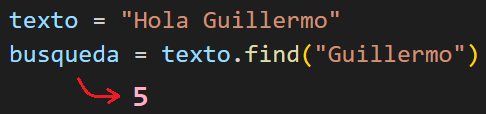 texto = "Hola Guillermo"
busqueda = texto.find("Guillermo")
5